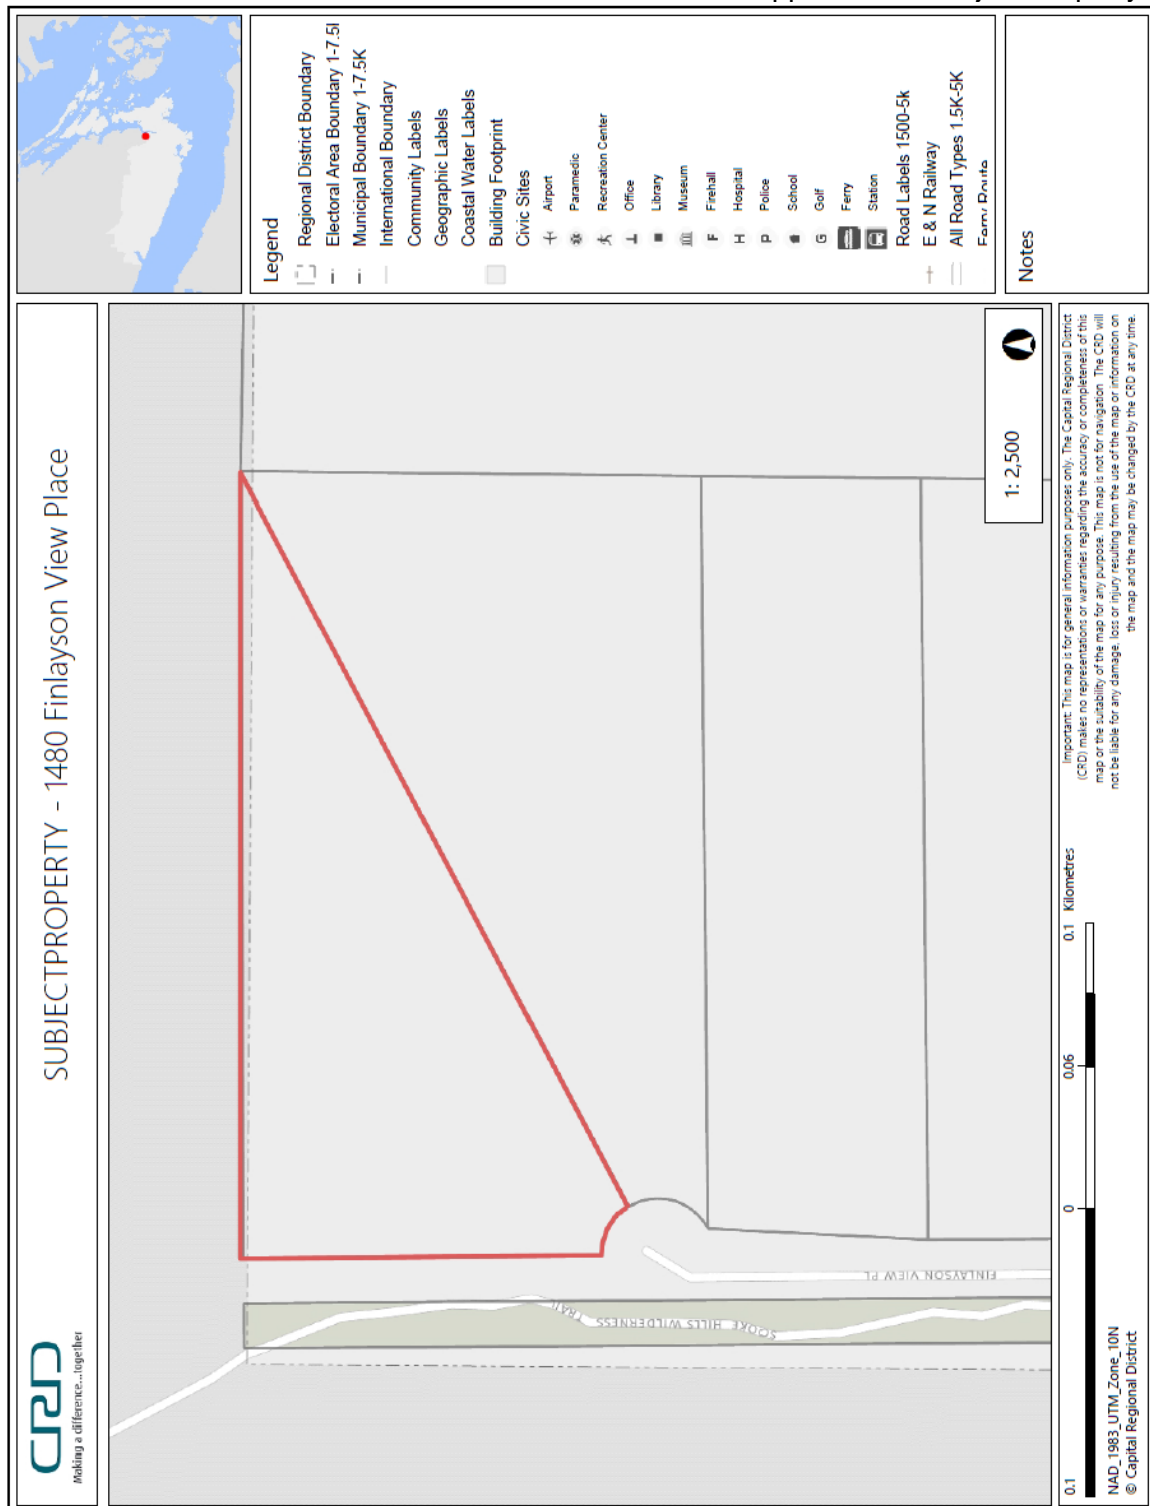 CRD
Making a difference...together
SUBJECTPROPERTY - 1480 Finlayson View Place
Legend
Regional District Boundary
Electoral Area Boundary 1-7.5
Municipal Boundary 1-7.5K
International Boundary
Community Labels
Geographic Labels
Coastal Water Labels
Building Footprint
Civic Sites
Airport
Paramedic
Recreation Center
Office
Library
Museum
F Firehall
H Hospital
P Police
School
G Golf
Ferry
Station
Road Labels 1500-5k
E & N Railway
All Road Types 1.5K-5K
Ferry Route
Notes
SOOKE HILLS WILDERNESS TRAIL
FINLAYSON VIEW PL
1: 2,500
0.1
0
0.06
0.1 Kilometres
NAD_1983_UTM_Zone_10N
© Capital Regional District
Important: This map is for general information purposes only. The Capital Regional District
(CRD) makes no representations or warranties regarding the accuracy or completeness of this
map or the suitability of the map for any purpose. This map is not for navigation. The CRD will
not be liable for any damage, loss or injury resulting from the use of the map or information on
the map and the map may be changed by the CRD at any time.